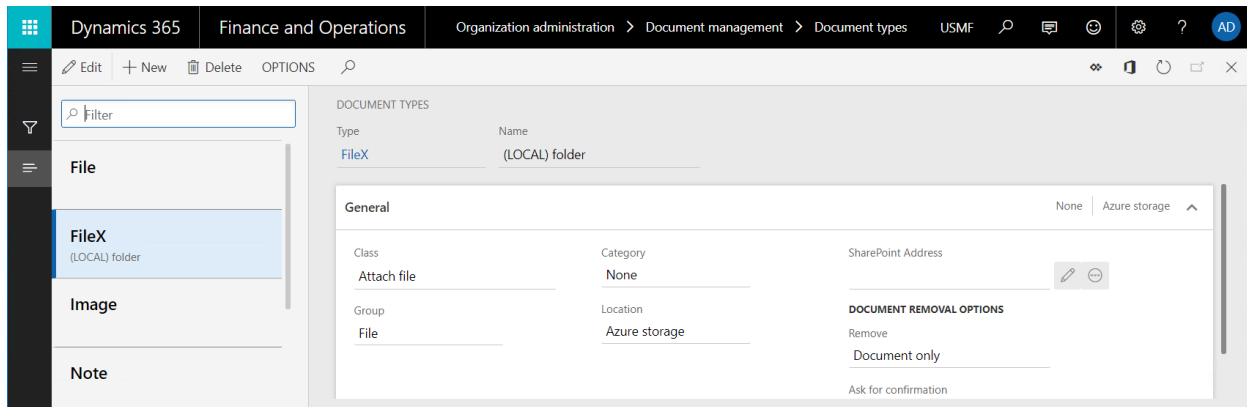 Dynamics 365 Finance and Operations Organization administration > Document management > Document types USMF ? AD
Edit + New Delete OPTIONS
Filter
File
FileX
(LOCAL) folder
Image
Note
DOCUMENT TYPES
Type Name
FileX (LOCAL) folder
General None Azure storage
Class Category SharePoint Address
Attach file None
Group Location DOCUMENT REMOVAL OPTIONS
File Azure storage Remove
Document only
Ask for confirmation